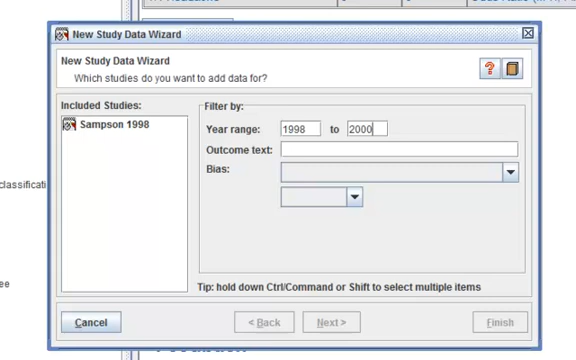 New Study Data Wizard
New Study Data Wizard
Which studies do you want to add data for?
Included Studies:
Sampson 1998
Filter by:
Year range: 1998 to 2000
Outcome text:
Bias:
Tip: hold down Ctrl/Command or Shift to select multiple items
Cancel
< Back
Next >
Finish
classificati
ee